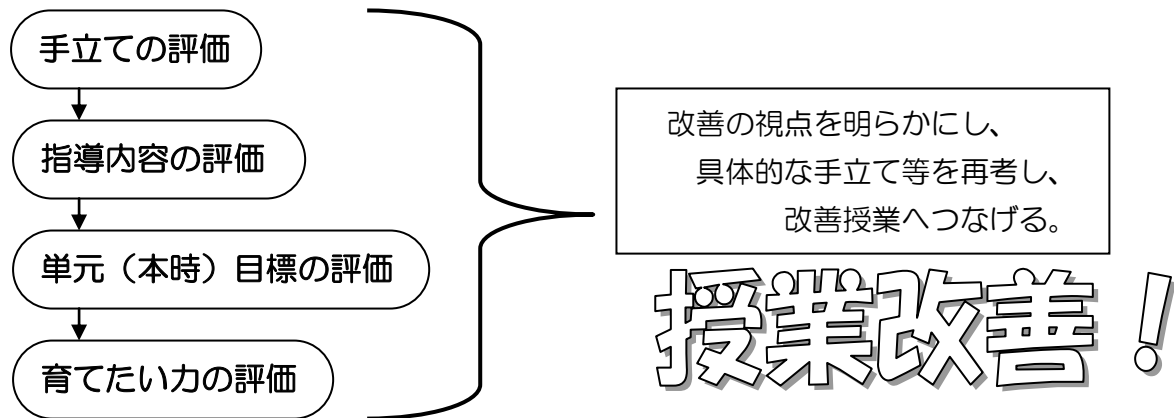 手立ての評価
指導内容の評価
単元（本時）目標の評価
育てたい力の評価
改善の視点を明らかにし、
具体的な手立て等を再考し、
改善授業へつなげる。
授業改善！